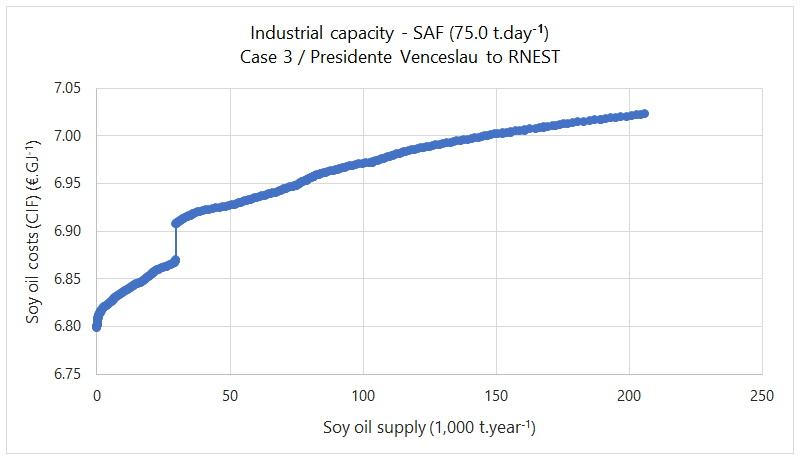 Industrial capacity - SAF (75.0 t.day-1)
Case 3 / Presidente Venceslau to RNEST
Soy oil costs (CIF) (€.GJ-1)
7.05
7.00
6.95
6.90
6.85
6.80
6.75
0 50 100 150 200 250
Soy oil supply (1,000 t.year-1)